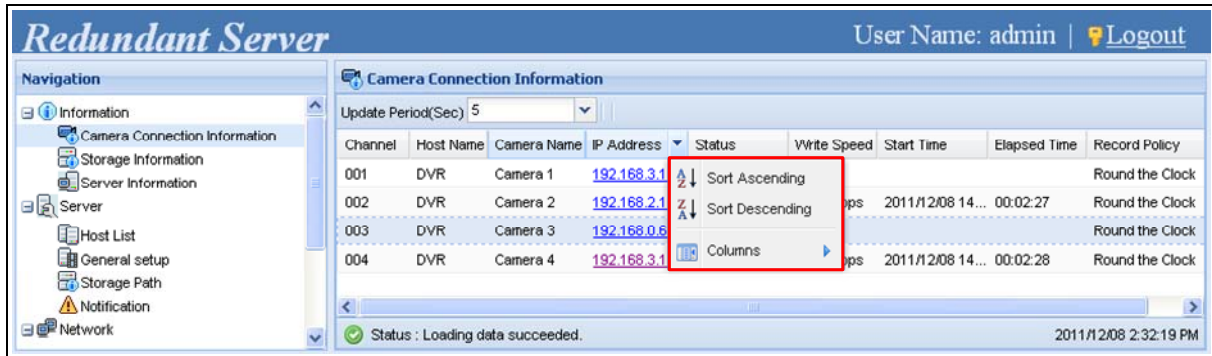 Redundant Server
User Name: admin | Logout
Navigation
Information
Camera Connection Information
Storage Information
Server Information
Server
Host List
General setup
Storage Path
Notification
Network
Camera Connection Information
Update Period(Sec) 5
Channel Host Name Camera Name IP Address Status Write Speed Start Time Elapsed Time Record Policy
001 DVR Camera 1 192.168.3.1 Round the Clock
002 DVR Camera 2 192.168.2.1 2011/12/08 14... 00:02:27 Round the Clock
003 DVR Camera 3 192.168.0.6 Round the Clock
004 DVR Camera 4 192.168.3.1 2011/12/08 14... 00:02:28 Round the Clock
Sort Ascending
Sort Descending
Columns
Status : Loading data succeeded.
2011/12/08 2:32:19 PM